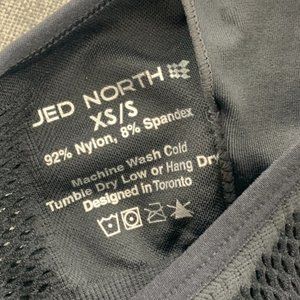 JED NORTH
XS/S
92% Nylon, 8% Spandex
Machine Wash Cold
Tumble Dry Low or Hang Dry
Designed in Toronto